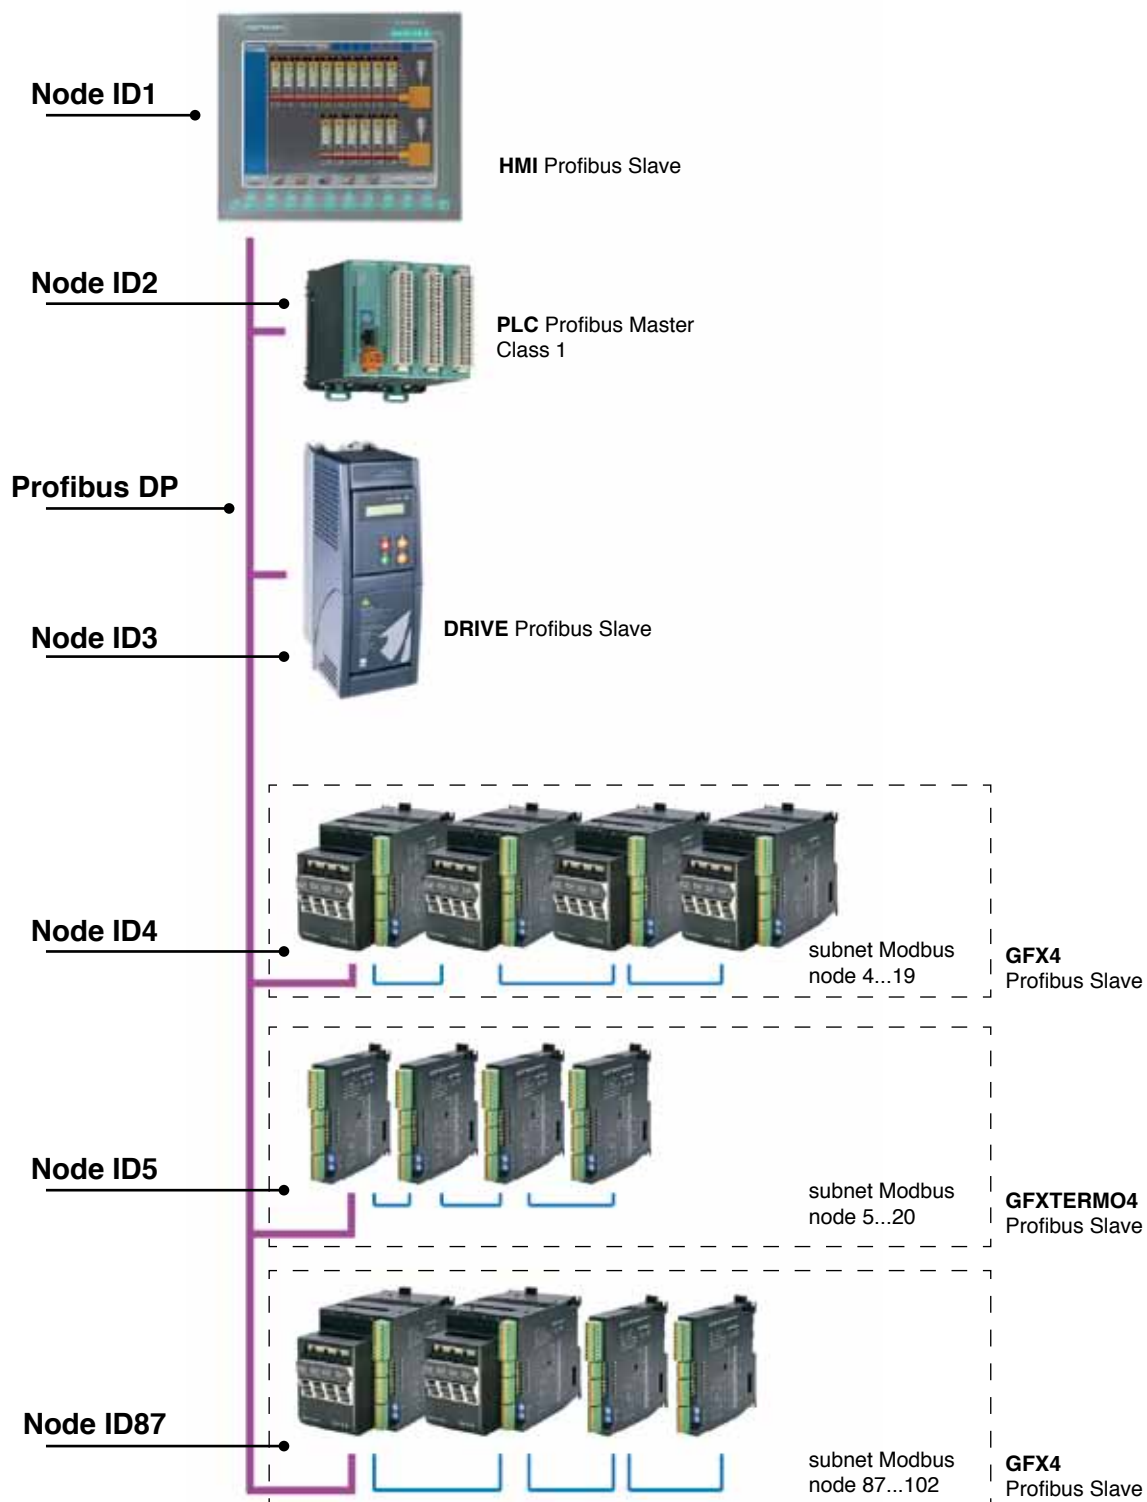 Node ID1
HMI Profibus Slave
Node ID2
PLC Profibus Master
Class 1
Profibus DP
Node ID3
DRIVE Profibus Slave
Node ID4
subnet Modbus
node 4...19
GFX4
Profibus Slave
Node ID5
subnet Modbus
node 5...20
GFXTERMO4
Profibus Slave
Node ID87
subnet Modbus
node 87...102
GFX4
Profibus Slave